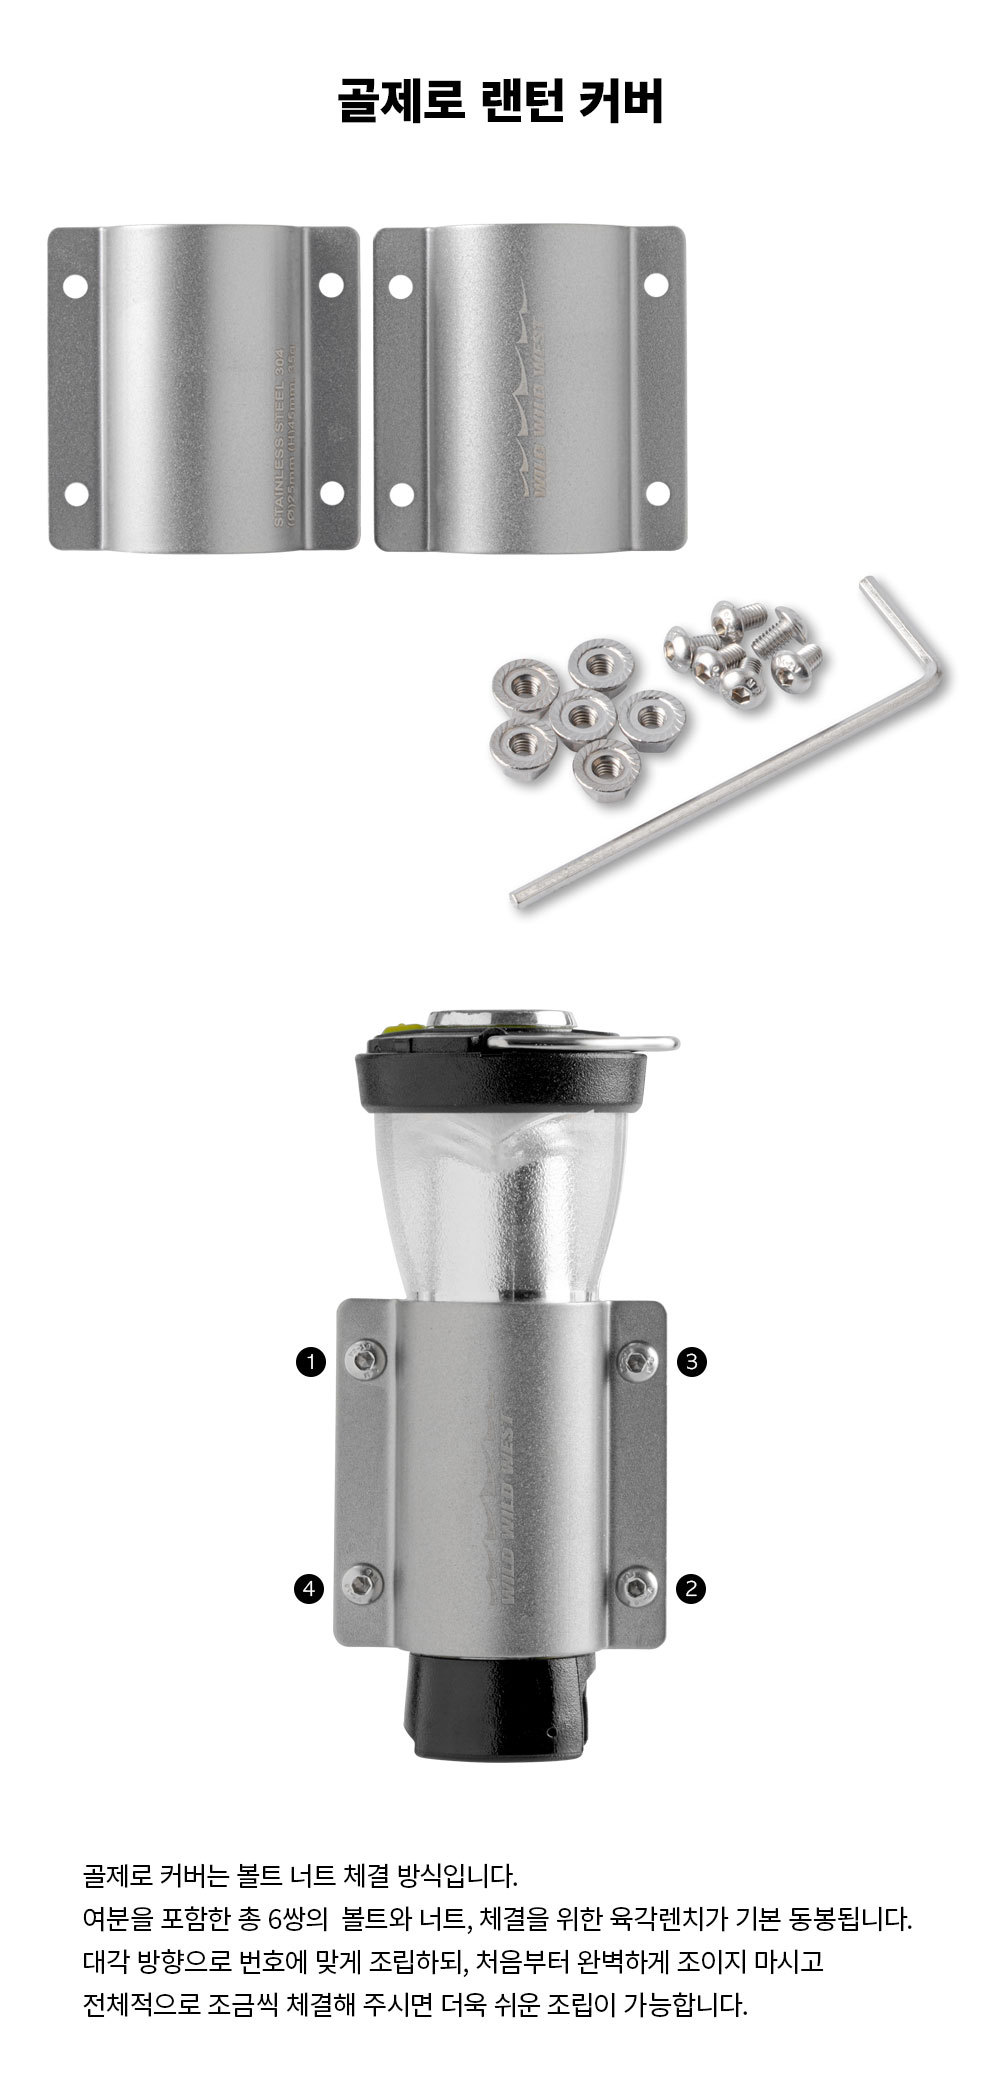 골제로 랜턴 커버
STAINLESS STEEL 304
(Ø)25mm(H)45mm
WILD WILD WEST
1
3
WILD WILD WEST
4
2
골제로 커버는 볼트 너트 체결 방식입니다.
여분을 포함한 총 6쌍의 볼트와 너트, 체결을 위한 육각렌치가 기본 동봉됩니다.
대각 방향으로 번호에 맞게 조립하되, 처음부터 완벽하게 조이지 마시고
전체적으로 조금씩 체결해 주시면 더욱 쉬운 조립이 가능합니다.